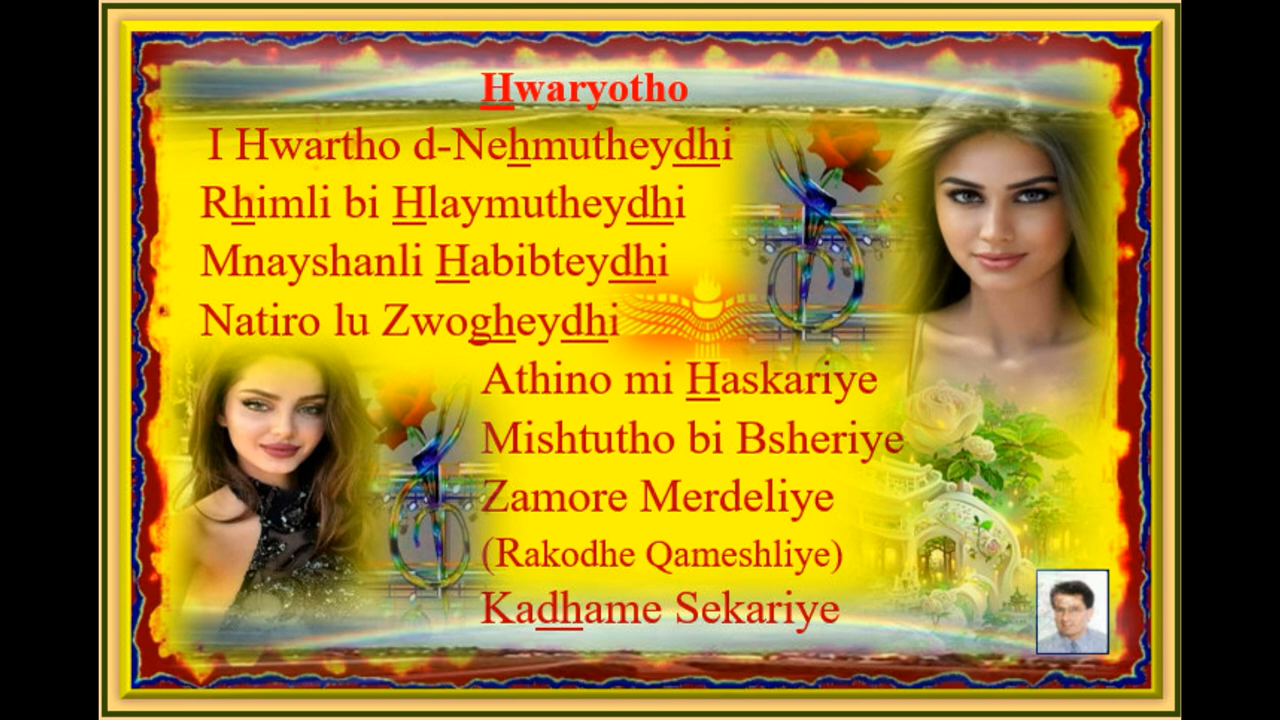 Hwaryotho
I Hwartho d-Nehmutheydhi
Rhimli bi Hlaymutheydhi
Mnayshanli Habibteydhi
Natiro lu Zwogheydhi
Athino mi Haskariye
Mishtutho bi Bsheriye
Zamore Merdeliye
(Rakodhe Qameshliye)
Kadhame Sekariye